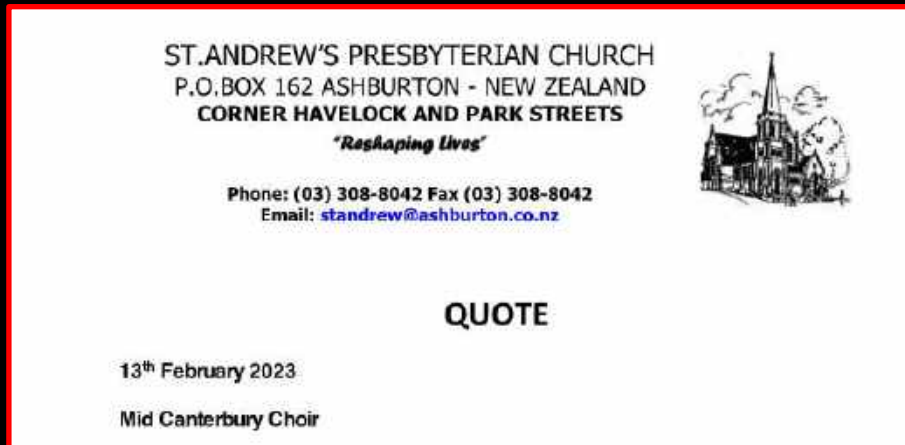 ST.ANDREW'S PRESBYTERIAN CHURCH
P.O.BOX 162 ASHBURTON - NEW ZEALAND
CORNER HAVELOCK AND PARK STREETS
"Reshaping Lives"
Phone: (03) 308-8042 Fax (03) 308-8042
Email: standrew@ashburton.co.nz
QUOTE
13th February 2023
Mid Canterbury Choir